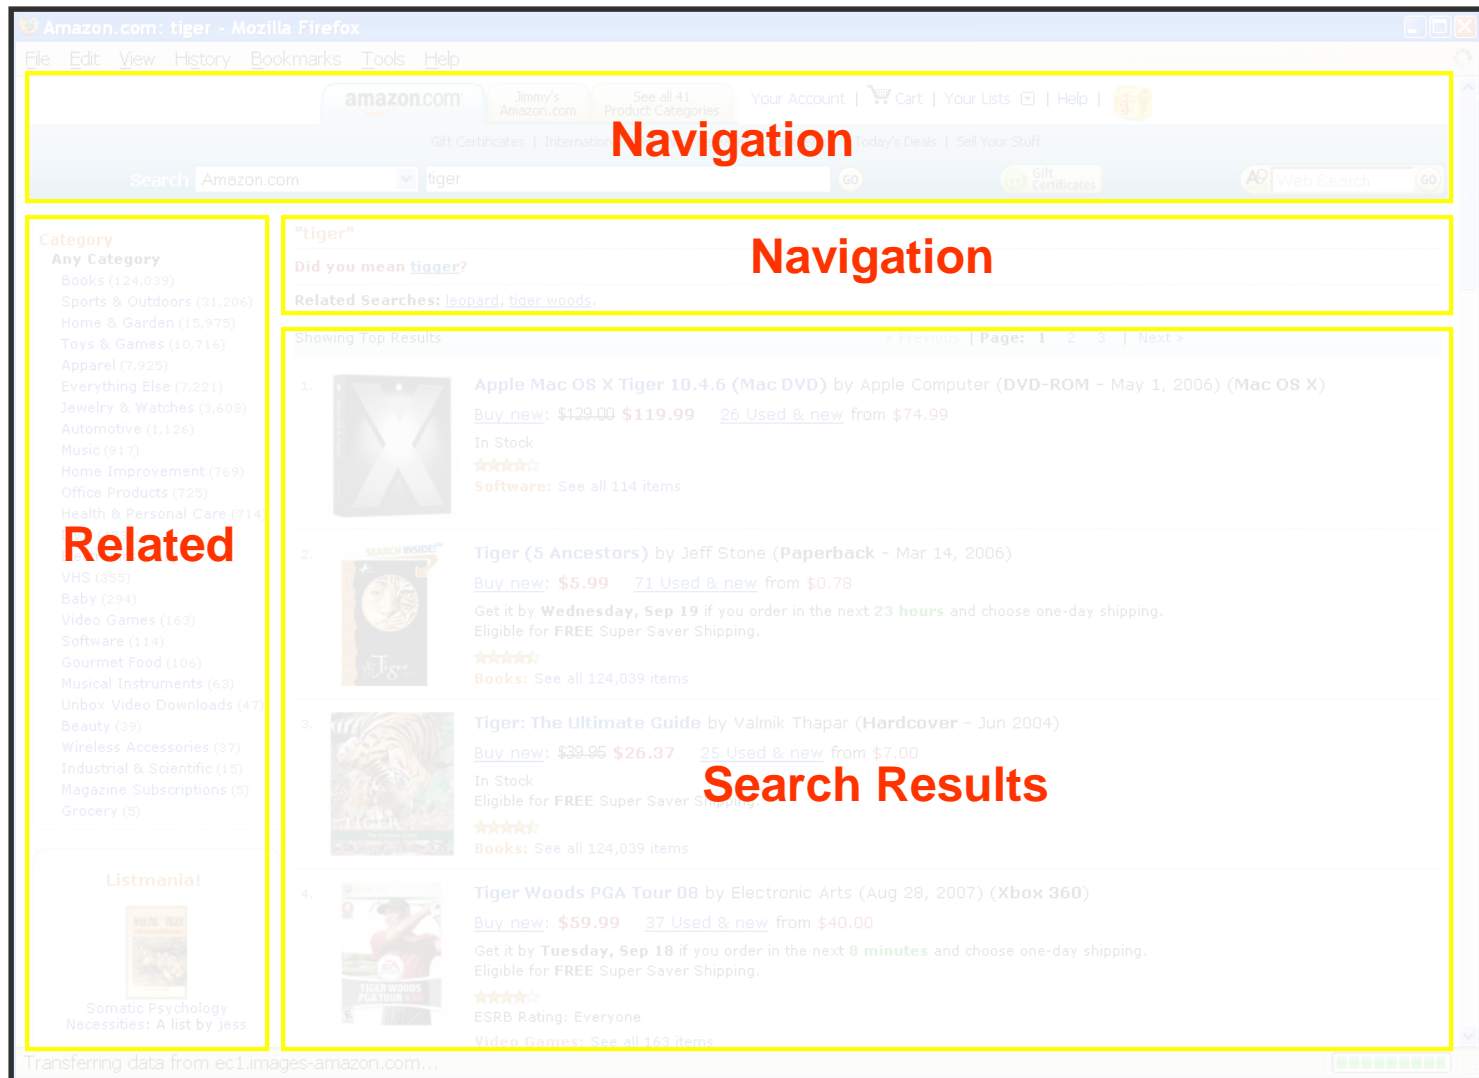 Amazon.com: tiger - Mozilla Firefox
File Edit View History Bookmarks Tools Help
amazon.com
Jimmy's Amazon.com
See all 41 Product Categories
Your Account | Cart | Your Lists | Help |
Gift Certificates | International Today's Deals | Sell Your Stuff
Navigation
Search Amazon.com tiger GO
Gift Certificates
A9 Web Search GO
Category
Any Category
Books (124,039)
Sports & Outdoors (31,206)
Home & Garden (15,975)
Toys & Games (10,716)
Apparel (7,925)
Everything Else (7,221)
Jewelry & Watches (3,608)
Automotive (1,126)
Music (917)
Home Improvement (769)
Office Products (725)
Health & Personal Care (714)
Related
VHS (355)
Baby (294)
Video Games (163)
Software (114)
Gourmet Food (106)
Musical Instruments (63)
Unbox Video Downloads (47)
Beauty (39)
Wireless Accessories (37)
Industrial & Scientific (15)
Magazine Subscriptions (5)
Grocery (5)
Listmania!
Somatic Psychology
Necessities: A list by jess
"tiger"
Navigation
Did you mean tigger?
Related Searches: leopard, tiger woods.
Showing Top Results « Previous | Page: 1 2 3 | Next »
1. Apple Mac OS X Tiger 10.4.6 (Mac DVD) by Apple Computer (DVD-ROM - May 1, 2006) (Mac OS X)
Buy new: $129.00 $119.99 26 Used & new from $74.99
In Stock
Software: See all 114 items
2. Tiger (5 Ancestors) by Jeff Stone (Paperback - Mar 14, 2006)
SEARCH INSIDE!™
Tiger
Buy new: $5.99 71 Used & new from $0.78
Get it by Wednesday, Sep 19 if you order in the next 23 hours and choose one-day shipping.
Eligible for FREE Super Saver Shipping.
Books: See all 124,039 items
3. Tiger: The Ultimate Guide by Valmik Thapar (Hardcover - Jun 2004)
TIGER
Buy new: $39.95 $26.37 25 Used & new from $7.00
In Stock
Search Results
Eligible for FREE Super Saver Shipping.
Books: See all 124,039 items
4. Tiger Woods PGA Tour 08 by Electronic Arts (Aug 28, 2007) (Xbox 360)
EA
TIGER WOODS
PGA TOUR
Buy new: $59.99 37 Used & new from $40.00
Get it by Tuesday, Sep 18 if you order in the next 8 minutes and choose one-day shipping.
Eligible for FREE Super Saver Shipping.
ESRB Rating: Everyone
Video Games: See all 163 items
Transferring data from ec1.images-amazon.com...